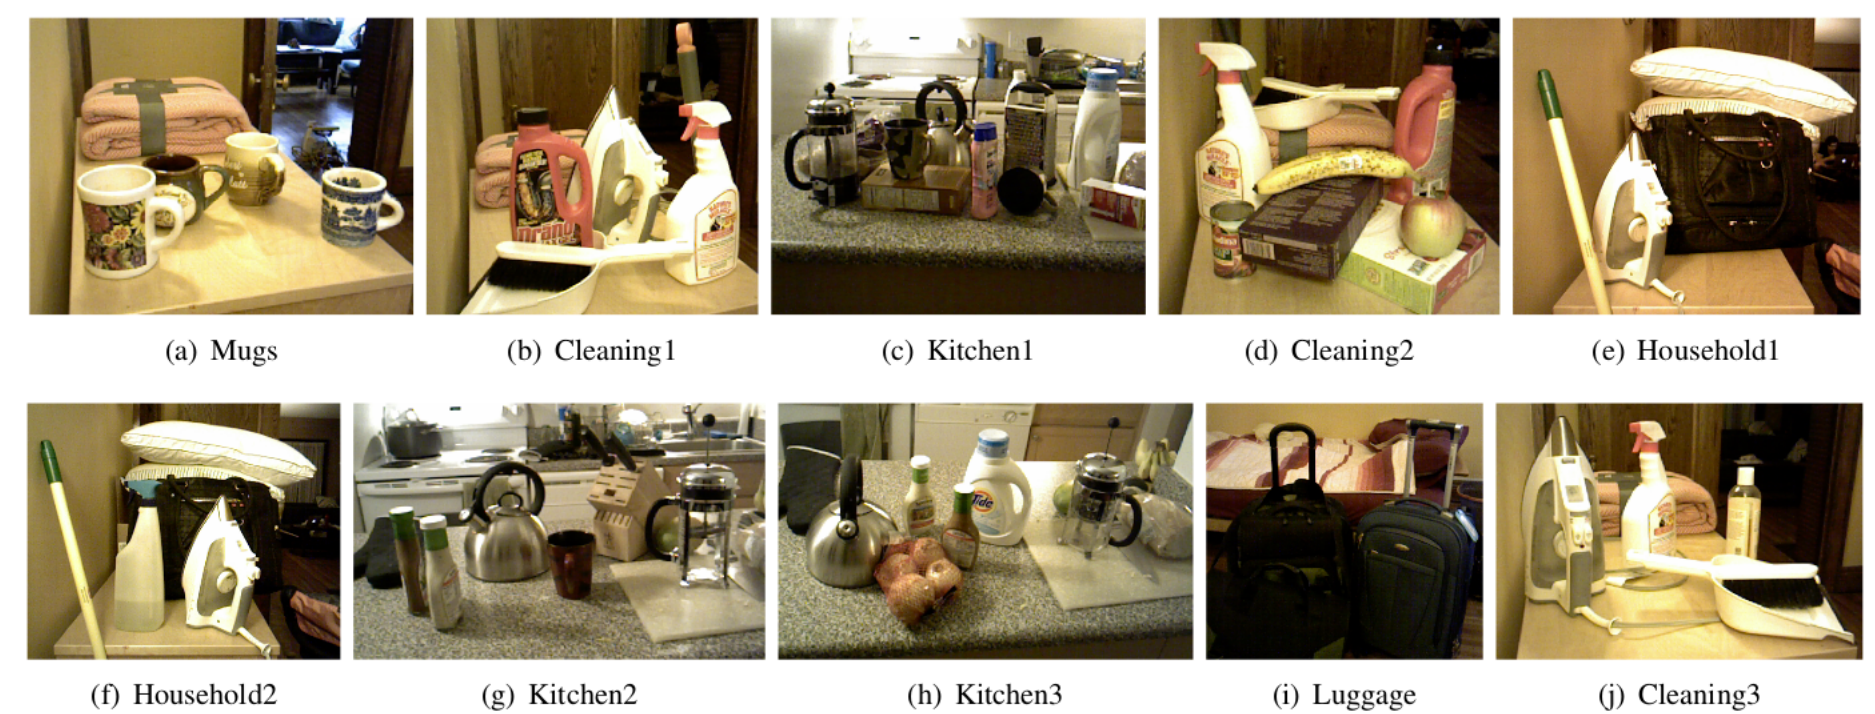 Drano
(a) Mugs
(b) Cleaning1
(c) Kitchen1
(d) Cleaning2
(e) Household1
Tide
(f) Household2
(g) Kitchen2
(h) Kitchen3
(i) Luggage
(j) Cleaning3